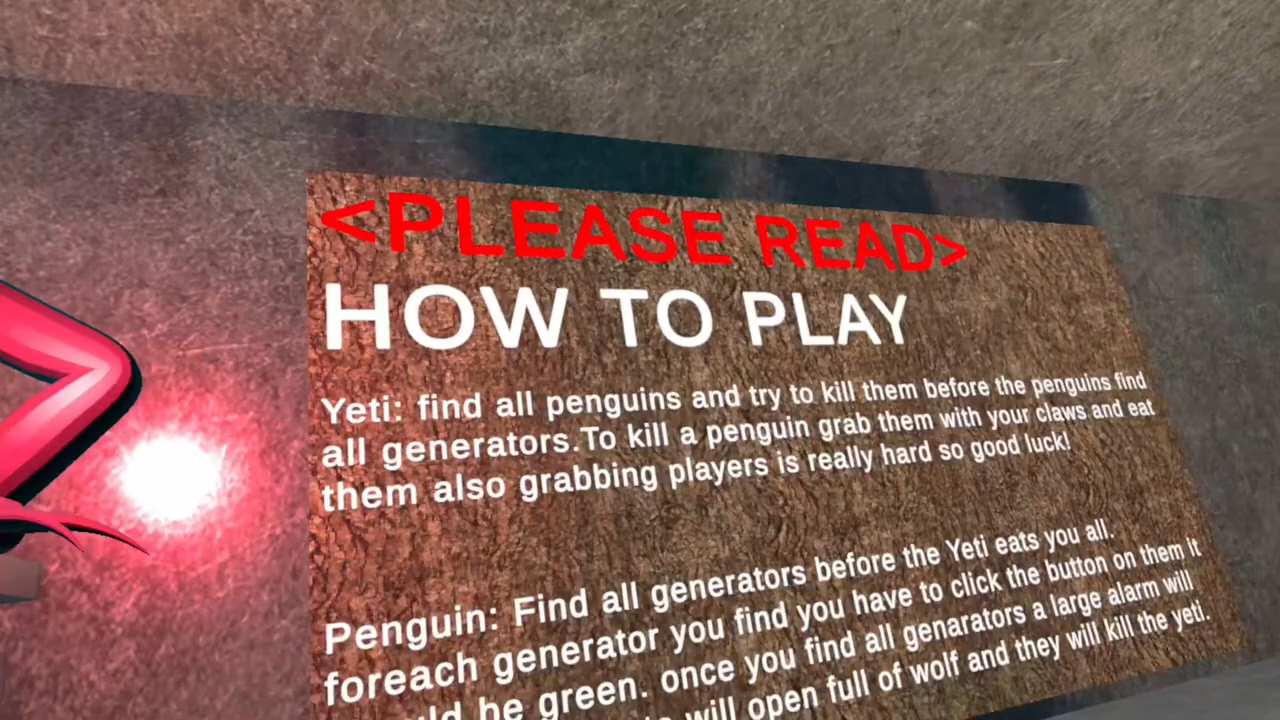 <PLEASE READ>
HOW TO PLAY
Yeti: find all penguins and try to kill them before the penguins find
all generators.To kill a penguin grab them with your claws and eat
them also grabbing players is really hard so good luck!
Penguin: Find all generators before the Yeti eats you all.
foreach generator you find you have to click the button on them it
be green. once you find all genarators a large alarm will
will open full of wolf and they will kill the yeti.